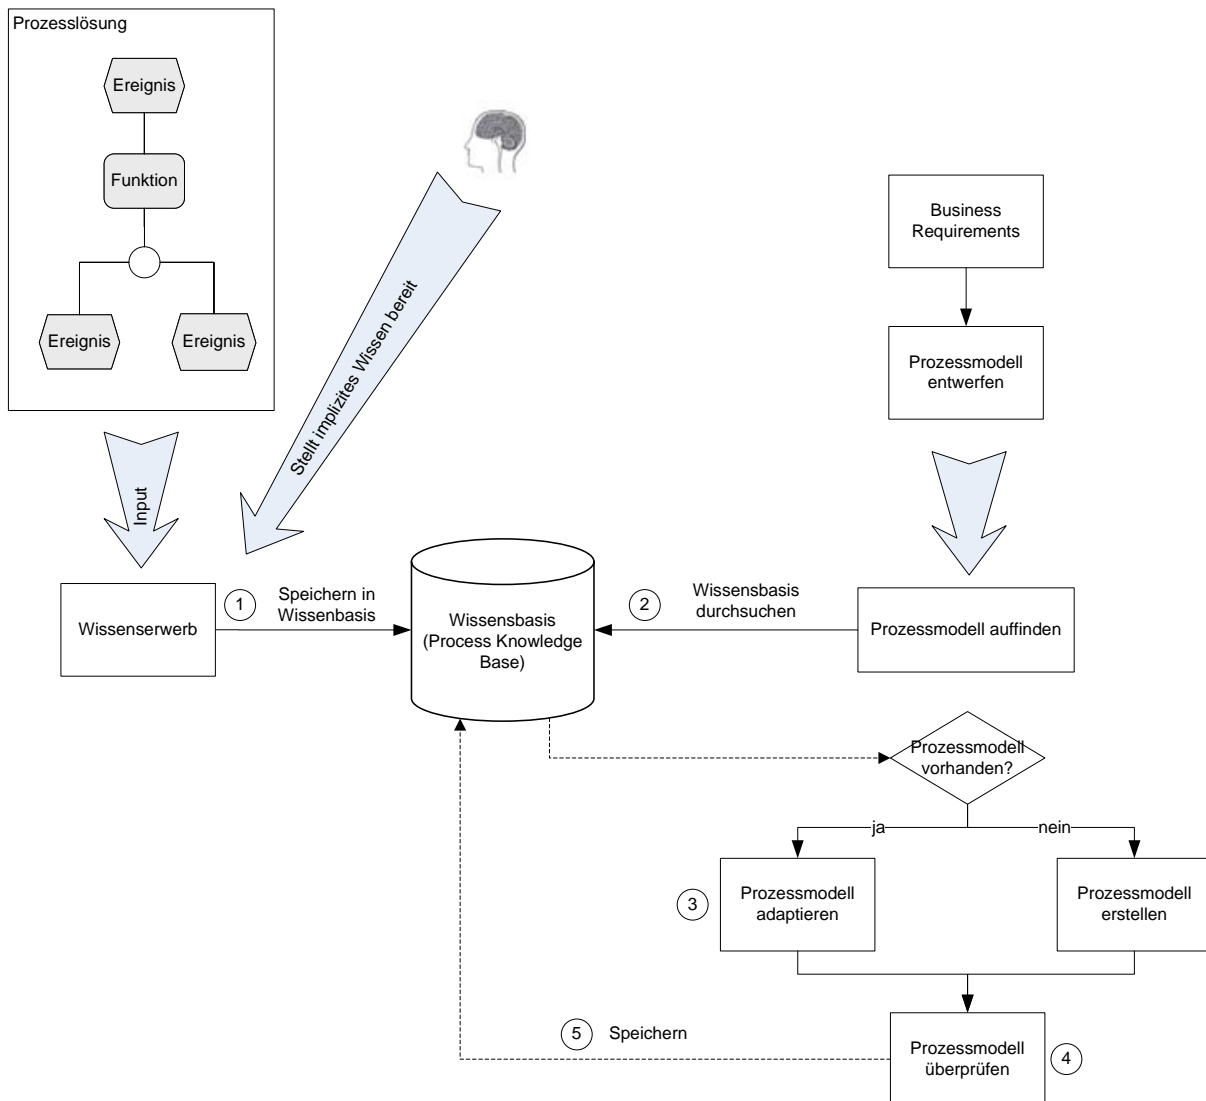 Prozesslösung
Ereignis
Funktion
Ereignis
Ereignis
Input
Stellt implizites Wissen bereit
Business
Requirements
Prozessmodell
entwerfen
Wissenserwerb
1
Speichern in
Wissenbasis
Wissensbasis
(Process Knowledge
Base)
2
Wissensbasis
durchsuchen
Prozessmodell auffinden
Prozessmodell
vorhanden?
ja
nein
3
Prozessmodell
adaptieren
Prozessmodell
erstellen
5
Speichern
Prozessmodell
überprüfen
4